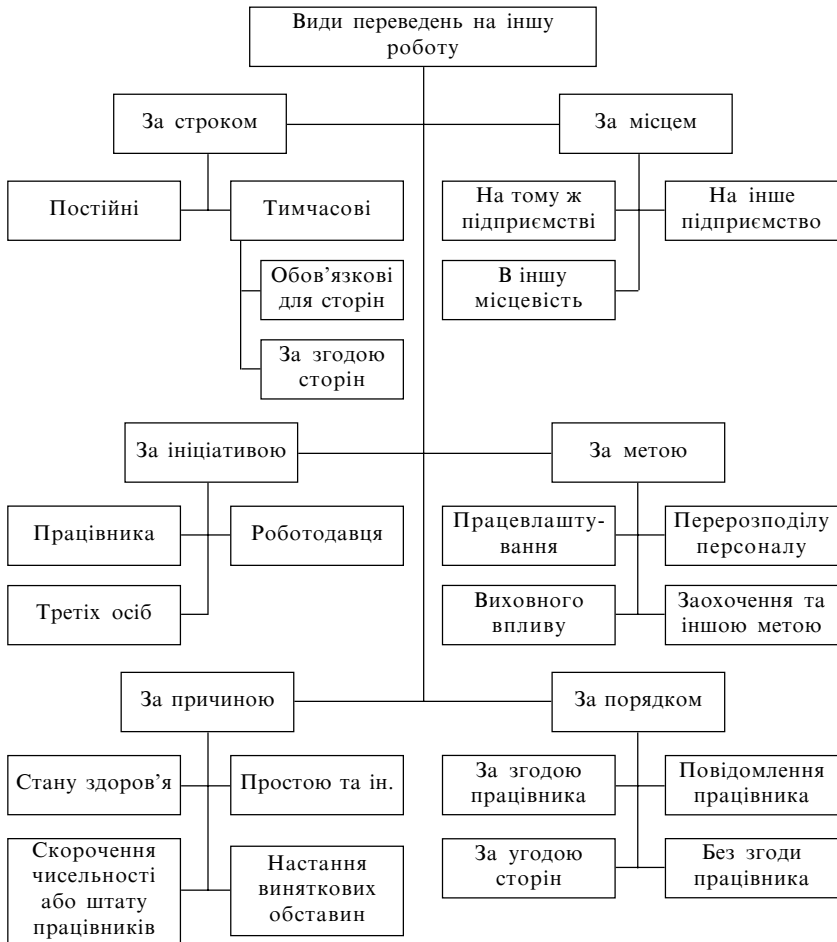 Види переведень на іншу
роботу
За строком
За місцем
Постійні
Тимчасові
На тому ж
підприємстві
На інше
підприємство
Обов’язкові
для сторін
В іншу
місцевість
За згодою
сторін
За ініціативою
За метою
Працівника
Роботодавця
Працевлашту-
вання
Перерозподілу
персоналу
Третіх осіб
Виховного
впливу
Заохочення та
іншою метою
За причиною
За порядком
Стану здоров’я
Простою та ін.
За згодою
працівника
Повідомлення
працівника
Скорочення
чисельності
або штату
працівників
Настання
виняткових
обставин
За угодою
сторін
Без згоди
працівника